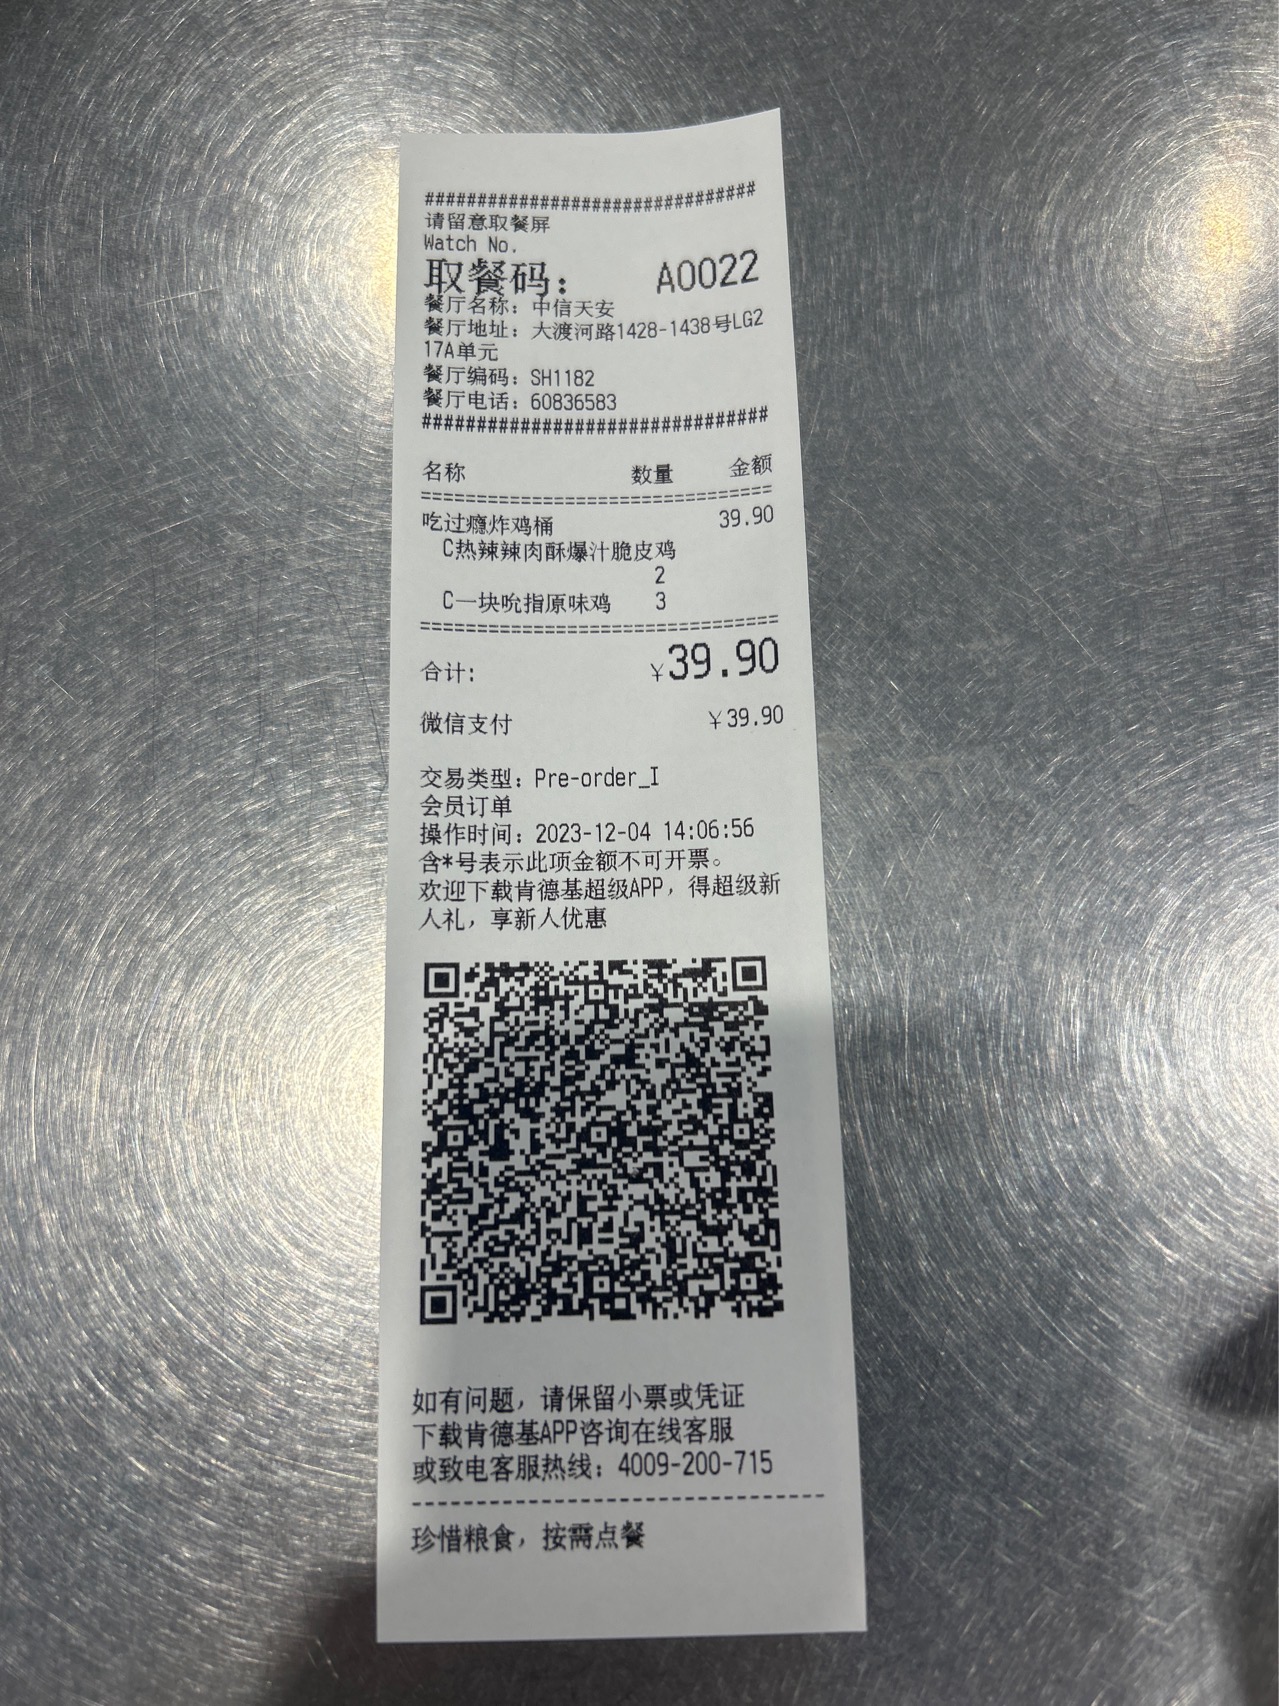 ###############################
请留意取餐屏
Watch No.
取餐码： A0022
餐厅名称：中信天安
餐厅地址：大渡河路1428-1438号LG2
17A单元
餐厅编码：SH1182
餐厅电话：60836583
###############################
名称 数量 金额
================================
吃过瘾炸鸡桶 39.90
C热辣辣肉酥爆汁脆皮鸡
2
C一块吮指原味鸡 3
================================
合计： ￥39.90
微信支付 ￥39.90
交易类型：Pre-order_I
会员订单
操作时间：2023-12-04 14:06:56
含*号表示此项金额不可开票。
欢迎下载肯德基超级APP，得超级新
人礼，享新人优惠
如有问题，请保留小票或凭证
下载肯德基APP咨询在线客服
或致电客服热线：4009-200-715
--------------------------------
珍惜粮食，按需点餐